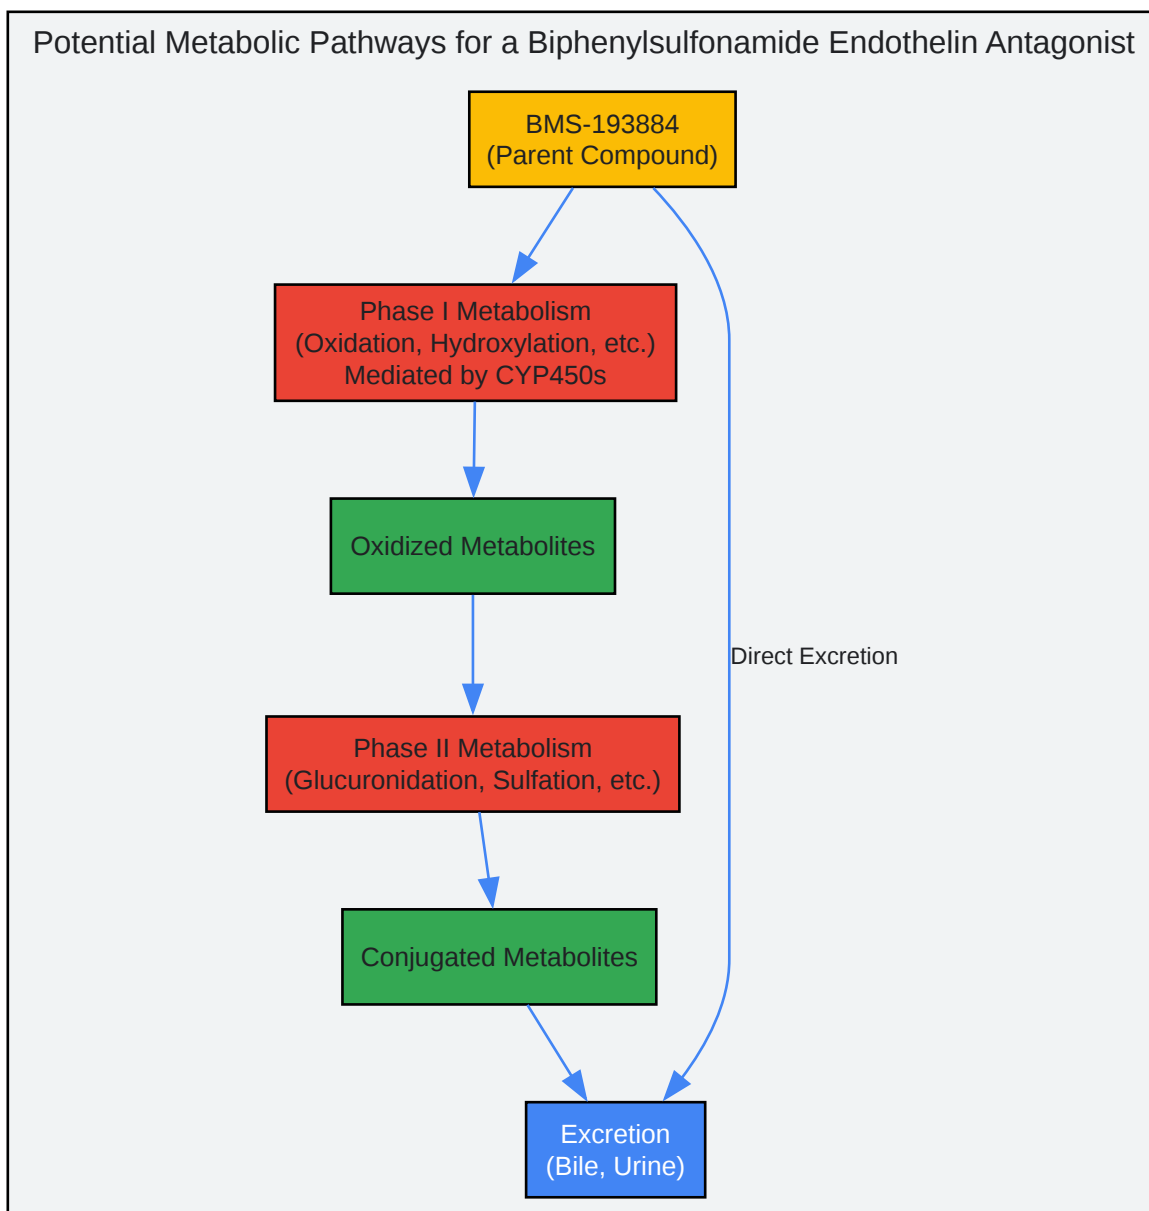 Potential Metabolic Pathways for a Biphenylsulfonamide Endothelin Antagonist
BMS-193884
(Parent Compound)
Phase I Metabolism
(Oxidation, Hydroxylation, etc.)
Mediated by CYP450s
Oxidized Metabolites
Direct Excretion
Phase II Metabolism
(Glucuronidation, Sulfation, etc.)
Conjugated Metabolites
Excretion
(Bile, Urine)